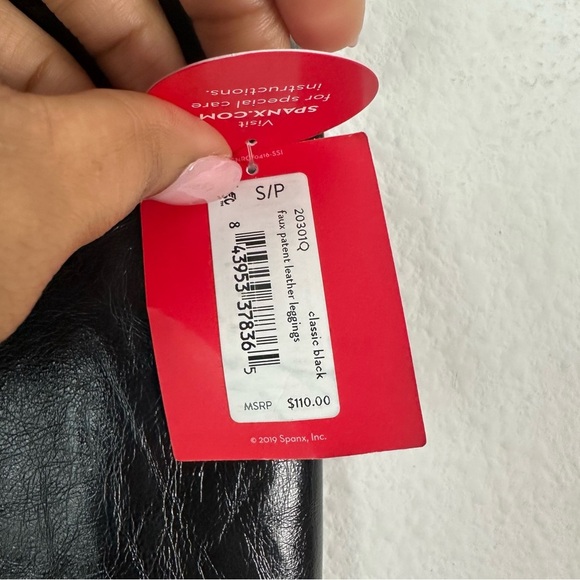 Visit
SPANX.COM
for special care
instructions.
S/P
20301Q
faux patent leather leggings
classic black
8 43953 37836 5
MSRP $110.00
© 2019 Spanx, Inc.